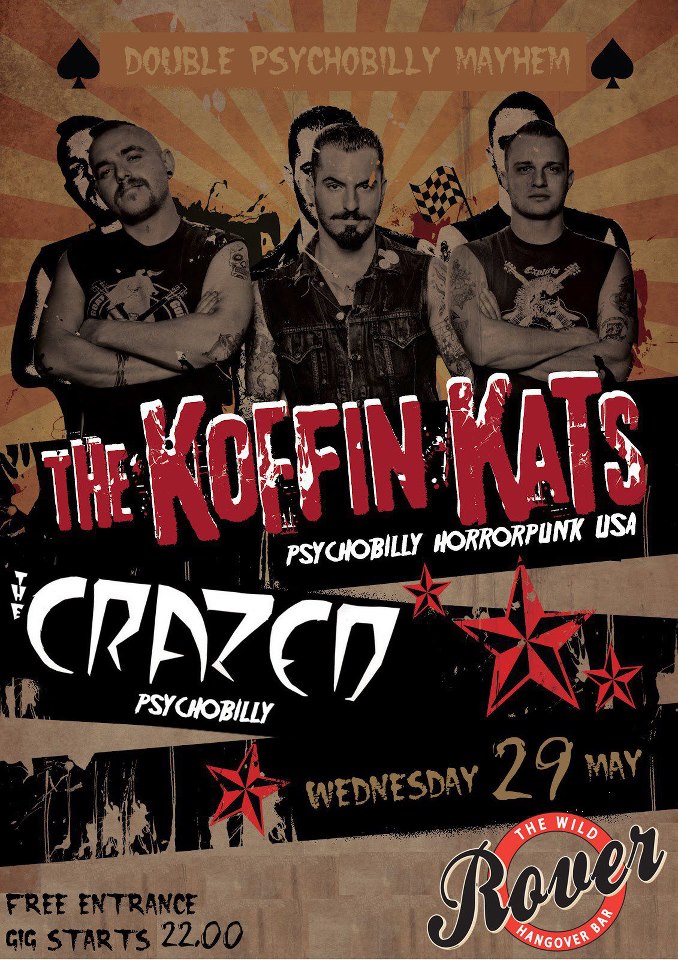 DOUBLE PSYCHOBILLY MAYHEM
THE KOFFIN KATS
PSYCHOBILLY HORRORPUNK USA
THE CRAZED
PSYCHOBILLY
WEDNESDAY 29 MAY
THE WILD
Rover
HANGOVER BAR
FREE ENTRANCE
GIG STARTS 22.00